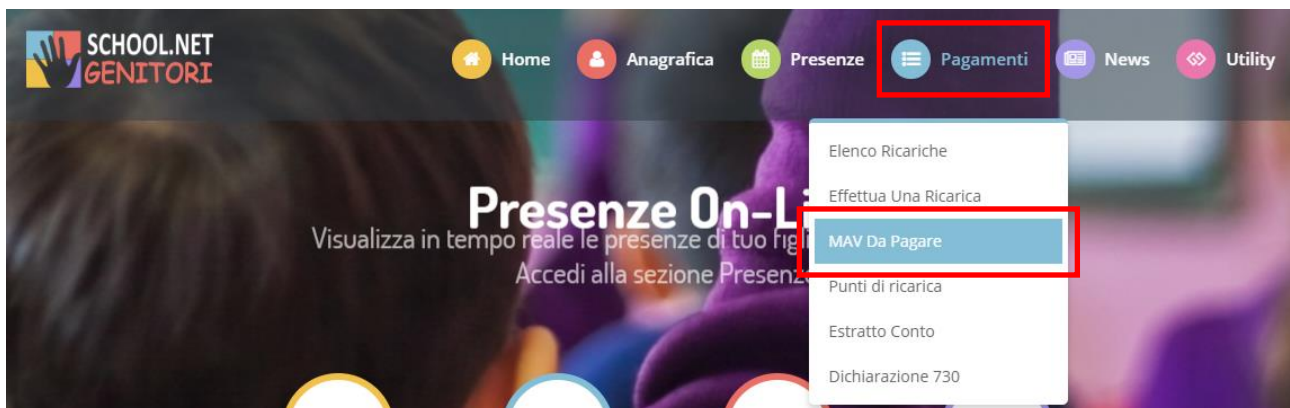 SCHOOL.NET
GENITORI
Home Anagrafica Presenze Pagamenti News Utility
Elenco Ricariche
Effettua Una Ricarica
MAV Da Pagare
Punti di ricarica
Estratto Conto
Dichiarazione 730
Presenze On-Li
Visualizza in tempo reale le presenze di tuo figli
Accedi alla sezione Presenz